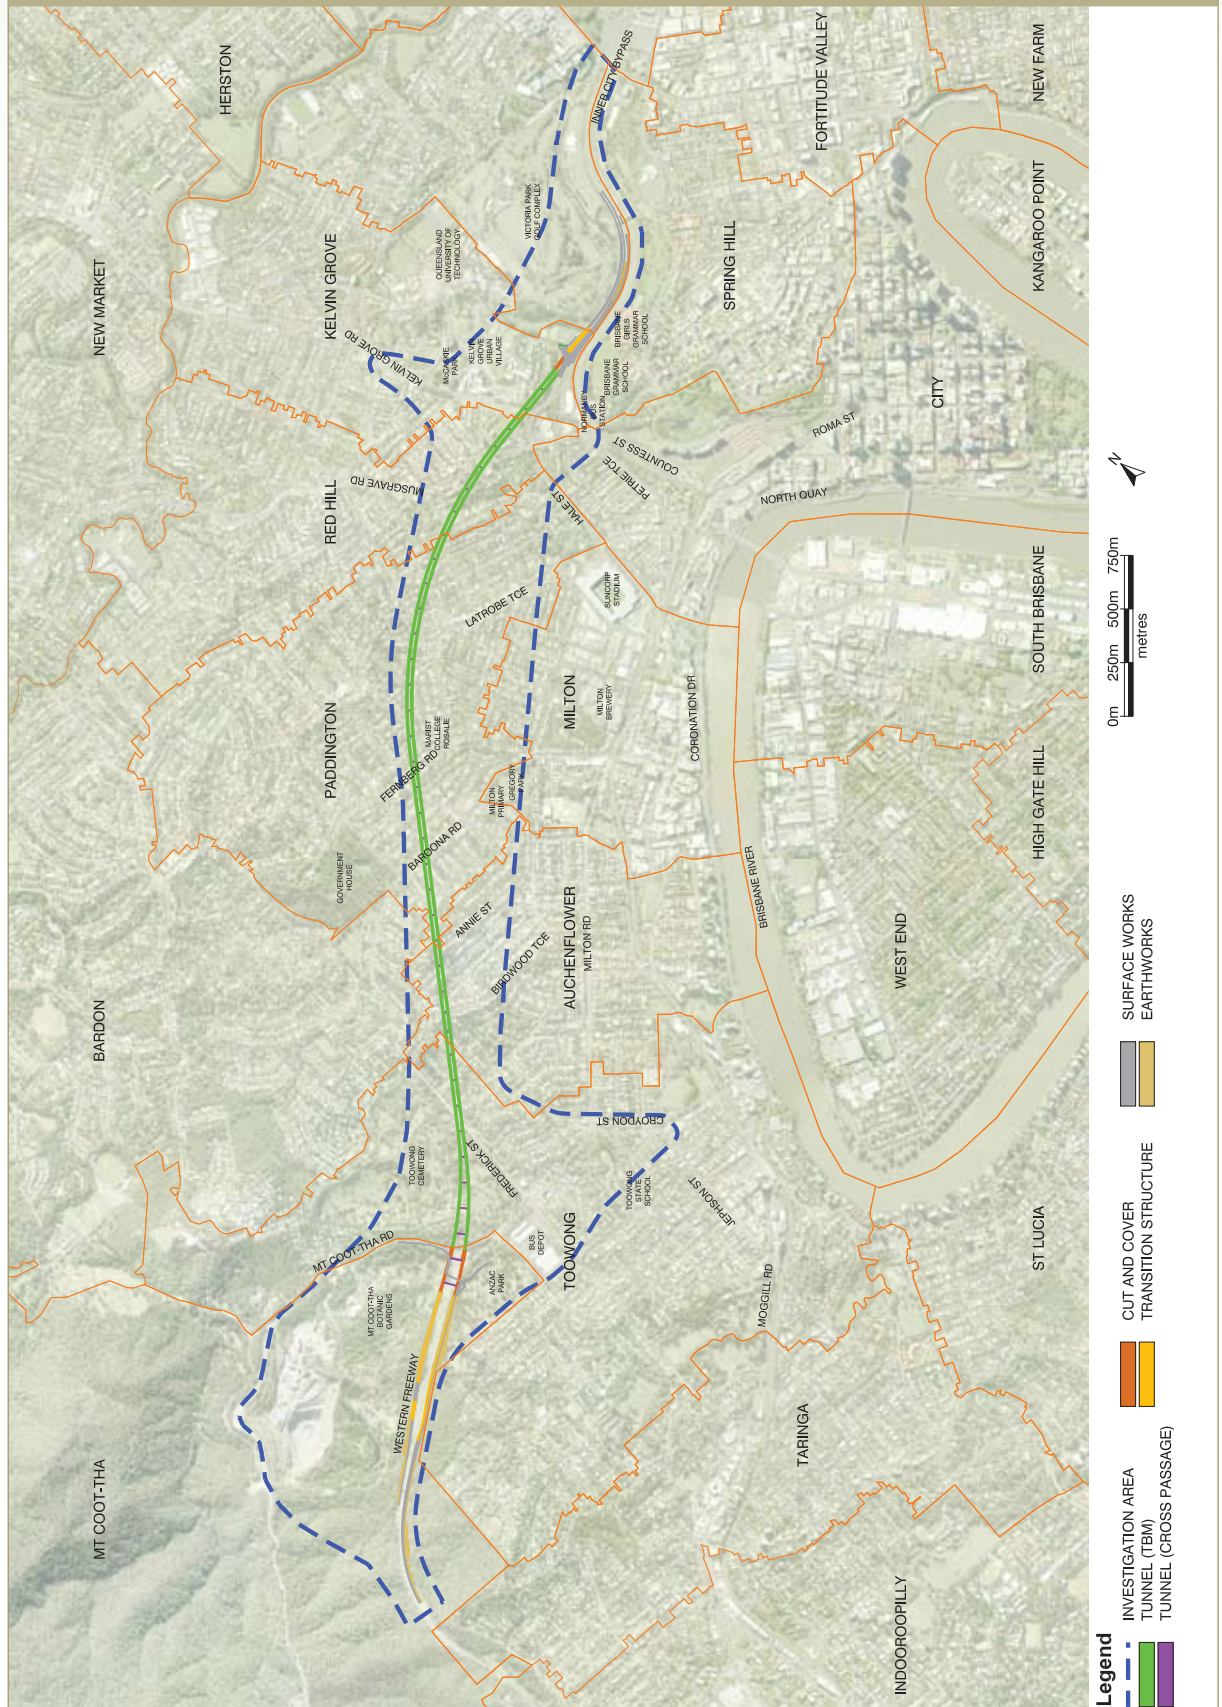 MT COOT-THA
BARDON
NEW MARKET
HERSTON
GOVERNMENT
HOUSE
PADDINGTON
RED HILL
KELVIN GROVE
KELVIN GROVE RD
MUSGRAVE RD
McCASKIE
PARK
KELVIN
GROVE
URBAN
VILLAGE
QUEENSLAND
UNIVERSITY OF
TECHNOLOGY
VICTORIA PARK
GOLF COMPLEX
INNER CITY BYPASS
MT COOT-THA RD
MT COOT-THA
BOTANIC
GARDENS
WESTERN FREEWAY
TOOWONG
CEMETERY
FREDERICK ST
ANZAC
PARK
BUS
DEPOT
TOOWONG
BIRDWOOD TCE
ANNIE ST
BAROONA RD
FERNBERG RD
MARIST
COLLEGE
ROSALIE
LATROBE TCE
MILTON
PRIMARY
GREGORY
PARK
AUCHENFLOWER
MILTON RD
MILTON
MILTON
BREWERY
SUNCORP
STADIUM
HALE ST
PETRIE TCE
COUNTESS ST
NORMANBY
BUS
STATION
BRISBANE
GRAMMAR
SCHOOL
BRISBANE
GIRLS
GRAMMAR
SCHOOL
SPRING HILL
FORTITUDE VALLEY
NEW FARM
CROYDON ST
TOOWONG
STATE
SCHOOL
JEPHSON ST
MOGGILL RD
CORONATION DR
BRISBANE RIVER
NORTH QUAY
ROMA ST
CITY
KANGAROO POINT
TARINGA
INDOOROOPILLY
ST LUCIA
WEST END
HIGH GATE HILL
SOUTH BRISBANE
Legend
INVESTIGATION AREA
TUNNEL (TBM)
TUNNEL (CROSS PASSAGE)
CUT AND COVER
TRANSITION STRUCTURE
SURFACE WORKS
EARTHWORKS
0m 250m 500m 750m
metres
N